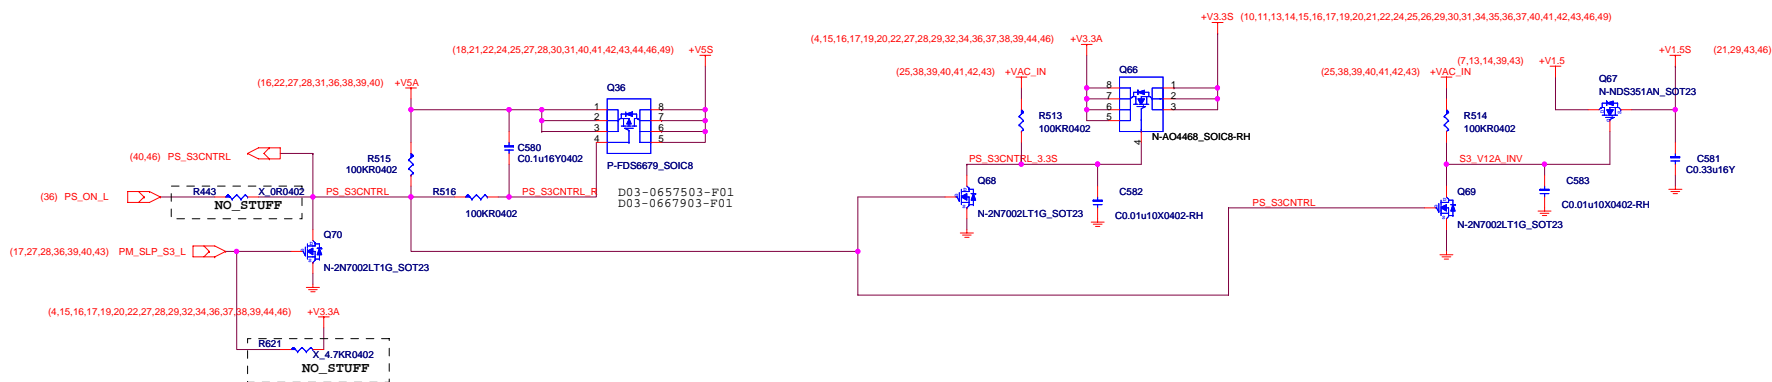 +V3.3S (10,11,13,14,15,16,17,19,20,21,22,24,25,26,29,30,31,34,35,36,37,40,41,42,43,46,49)
(18,21,22,24,25,27,28,30,31,40,41,42,43,44,46,49) +V5S
(4,15,16,17,19,20,22,27,28,29,32,34,36,37,38,39,44,46) +V3.3A
+V1.5S (21,29,43,46)
(7,13,14,39,43) +V1.5
(16,22,27,28,31,36,38,39,40) +V5A
(25,38,39,40,41,42,43) +VAC_IN
Q66
(25,38,39,40,41,42,43) +VAC_IN
Q67
N-NDS351AN_SOT23
Q36
1 8
2 7
3 6
4 5
P-FDS6679_SOIC8
8 1
7 2
6 3
5
4
N-AO4468_SOIC8-RH
R513
100KR0402
R514
100KR0402
C580
C0.1u16Y0402
(40,46) PS_S3CNTRL
R515
100KR0402
PS_S3CNTRL_3.3S
S3_V12A_INV
C581
C0.33u16Y
(36) PS_ON_L
R443 X_0R0402
NO_STUFF
PS_S3CNTRL
R516
100KR0402
PS_S3CNTRL_R
D03-0657503-F01
D03-0667903-F01
Q68
N-2N7002LT1G_SOT23
C582
C0.01u10X0402-RH
PS_S3CNTRL
Q69
N-2N7002LT1G_SOT23
C583
C0.01u10X0402-RH
(17,27,28,36,39,40,43) PM_SLP_S3_L
Q70
N-2N7002LT1G_SOT23
(4,15,16,17,19,20,22,27,28,29,32,34,36,37,38,39,44,46) +V3.3A
R621
X_4.7KR0402
NO_STUFF